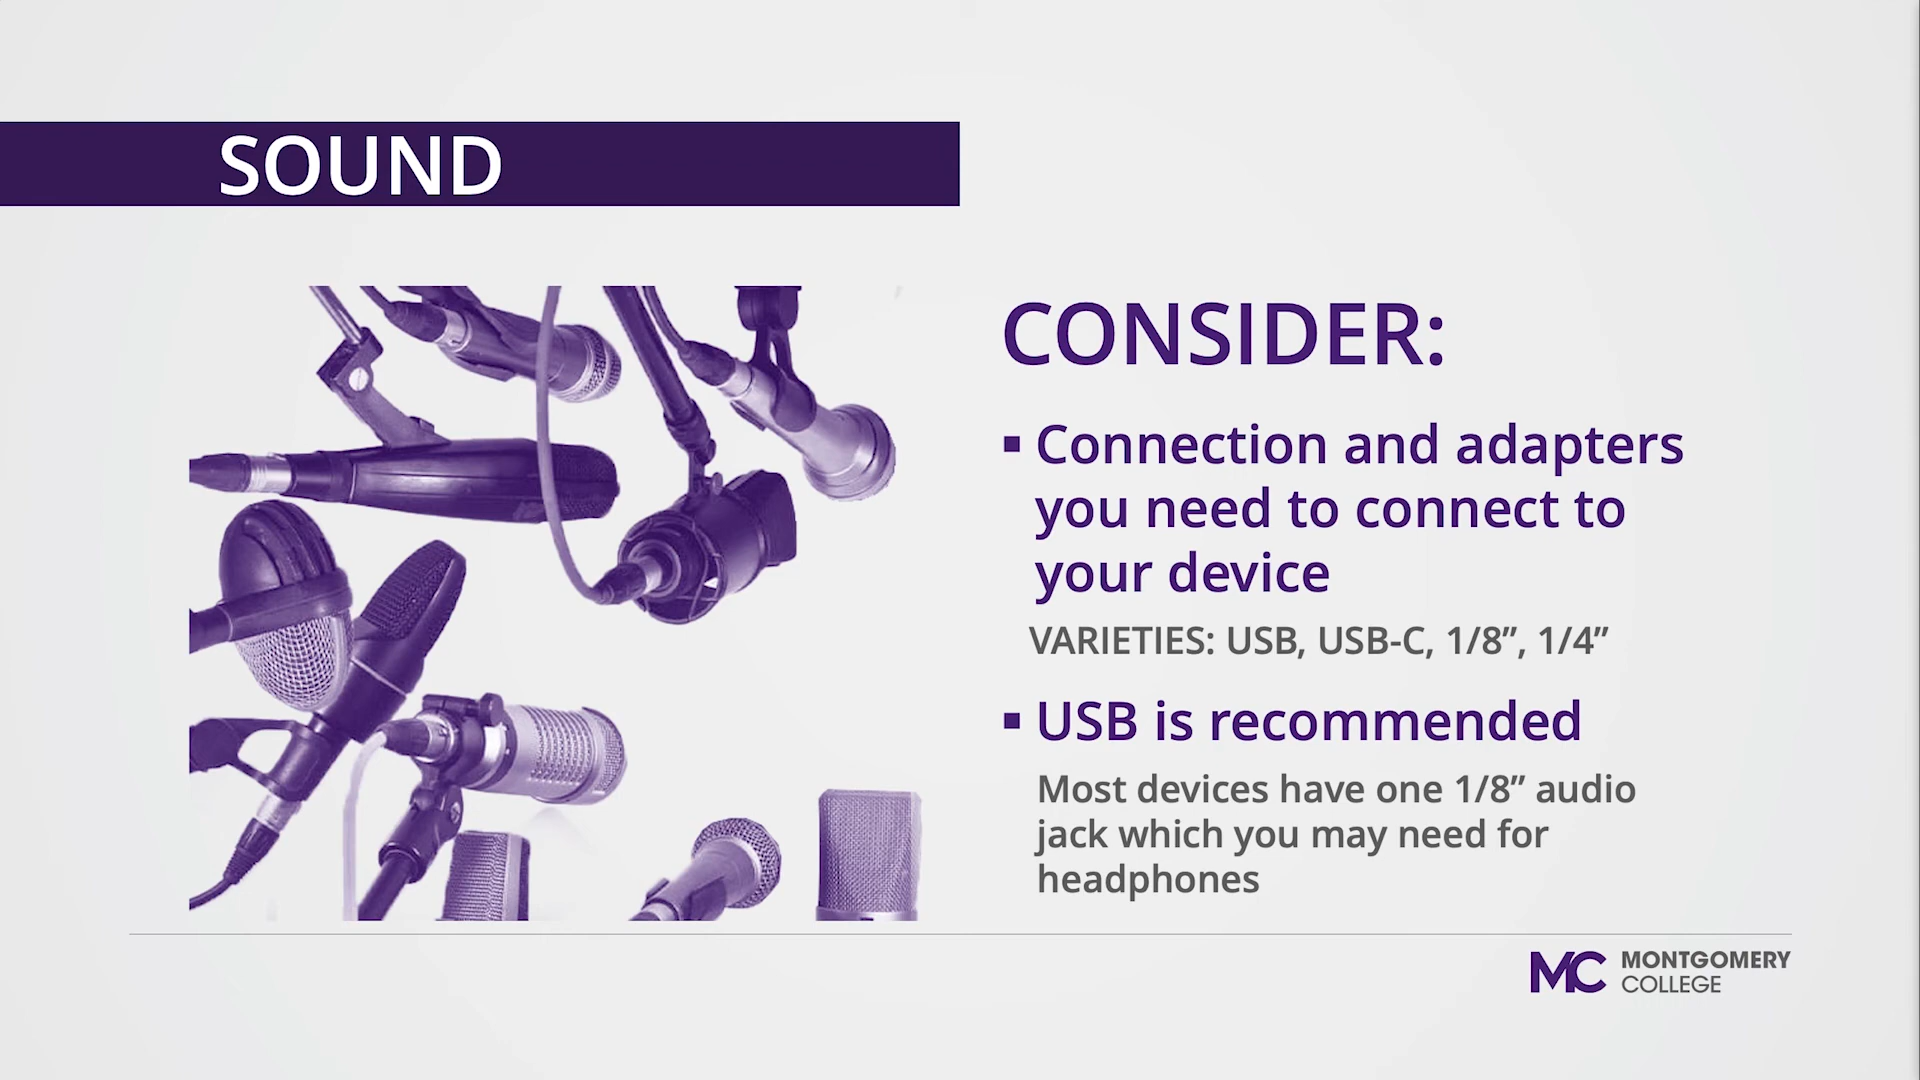 SOUND
CONSIDER:
▪ Connection and adapters
you need to connect to
your device
VARIETIES: USB, USB-C, 1/8”, 1/4”
▪ USB is recommended
Most devices have one 1/8” audio
jack which you may need for
headphones
MC MONTGOMERY
COLLEGE